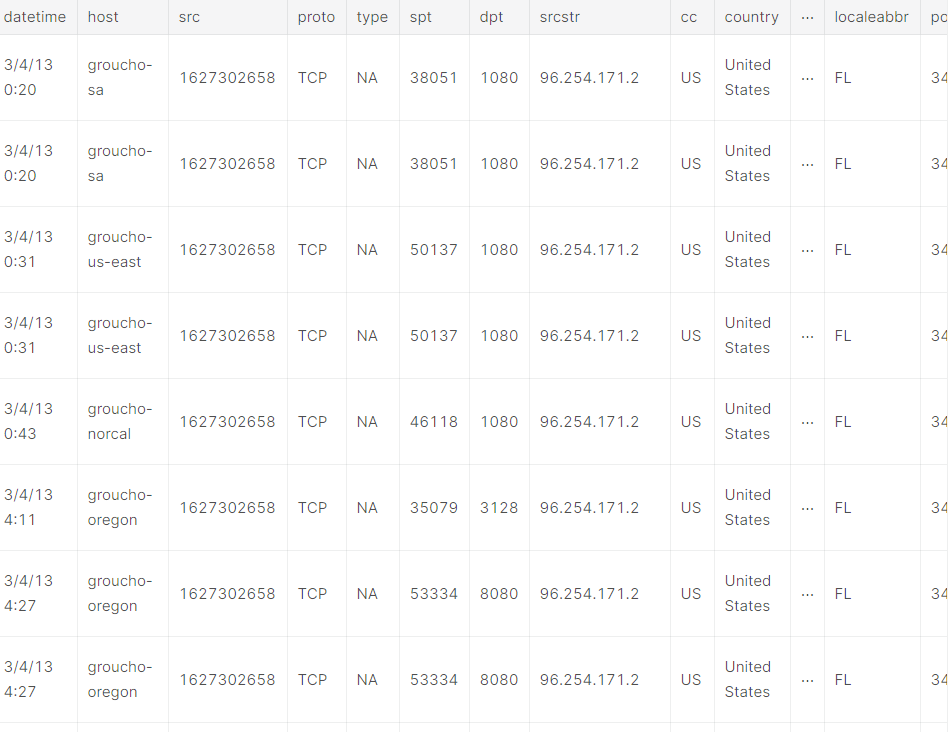 datetime host src proto type spt dpt srcstr cc country ... localeabbr po
3/4/13 0:20 groucho-sa 1627302658 TCP NA 38051 1080 96.254.171.2 US United States ... FL 34
3/4/13 0:20 groucho-sa 1627302658 TCP NA 38051 1080 96.254.171.2 US United States ... FL 34
3/4/13 0:31 groucho-us-east 1627302658 TCP NA 50137 1080 96.254.171.2 US United States ... FL 34
3/4/13 0:31 groucho-us-east 1627302658 TCP NA 50137 1080 96.254.171.2 US United States ... FL 34
3/4/13 0:43 groucho-norcal 1627302658 TCP NA 46118 1080 96.254.171.2 US United States ... FL 34
3/4/13 4:11 groucho-oregon 1627302658 TCP NA 35079 3128 96.254.171.2 US United States ... FL 34
3/4/13 4:27 groucho-oregon 1627302658 TCP NA 53334 8080 96.254.171.2 US United States ... FL 34
3/4/13 4:27 groucho-oregon 1627302658 TCP NA 53334 8080 96.254.171.2 US United States ... FL 34